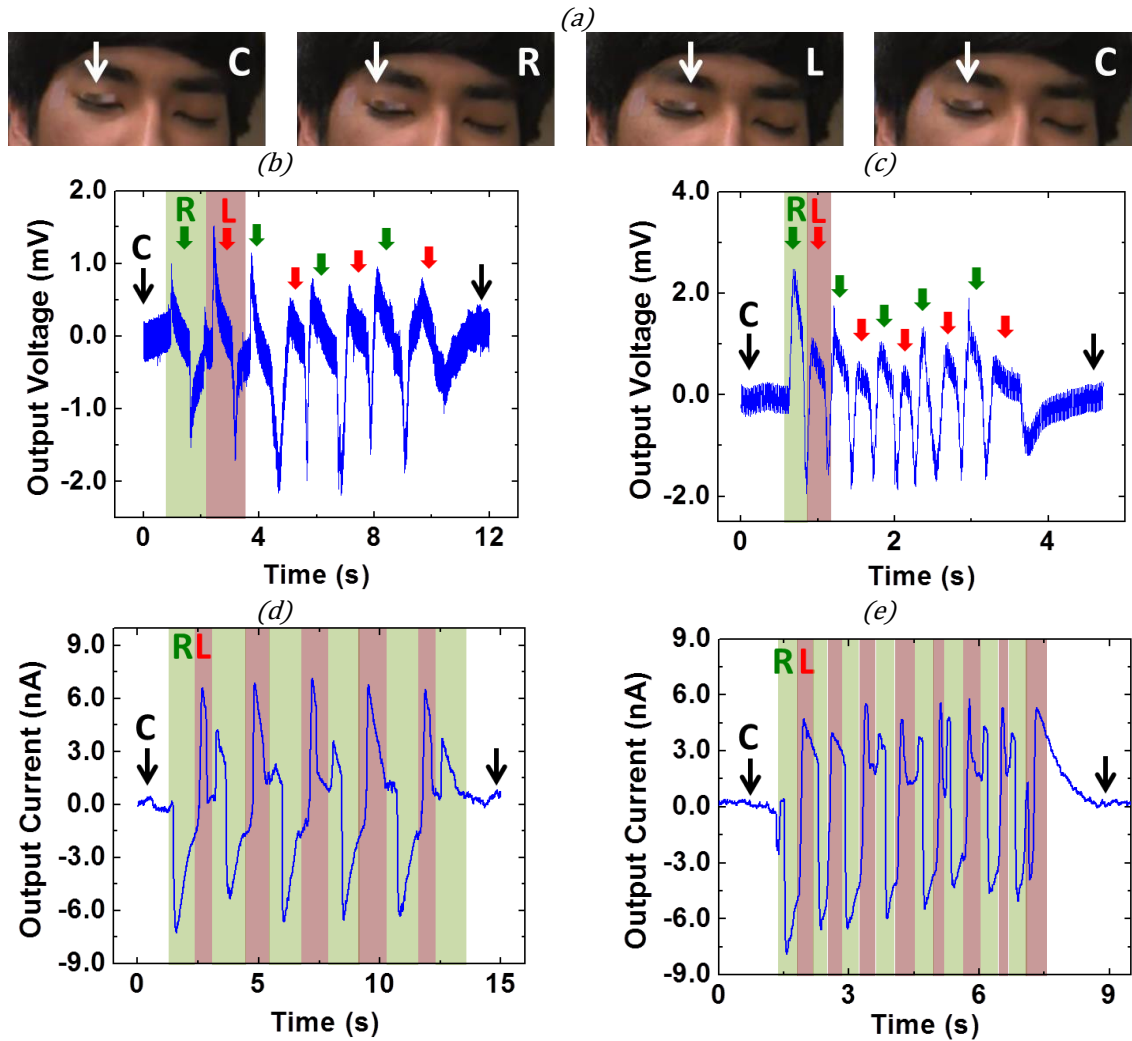 (a)
C
R
L
C
(b)
2.0
1.0
0.0
-1.0
-2.0
Output Voltage (mV)
R
L
C
0
4
8
12
Time (s)
(c)
4.0
2.0
0.0
-2.0
Output Voltage (mV)
R
L
C
0
2
4
Time (s)
(d)
9.0
6.0
3.0
0.0
-3.0
-6.0
-9.0
Output Current (nA)
R L
C
0
5
10
15
Time (s)
(e)
9.0
6.0
3.0
0.0
-3.0
-6.0
-9.0
Output Current (nA)
R L
C
0
3
6
9
Time (s)